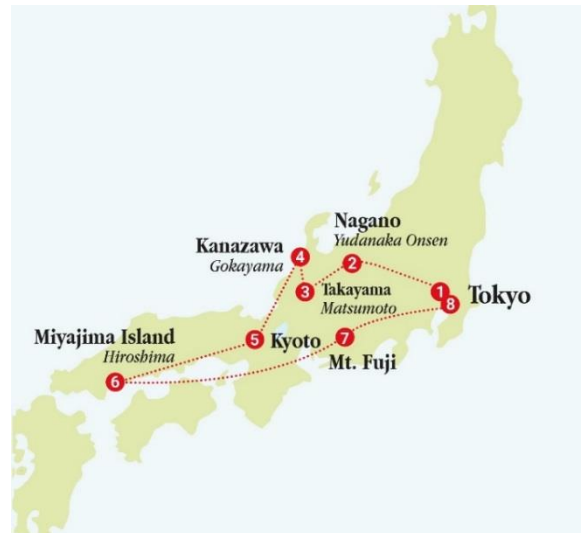 Nagano
Yudanaka Onsen
Kanazawa
Gokayama
4
2
3
Takayama
Matsumoto
1
8
Tokyo
Miyajima Island
Hiroshima
5
Kyoto
7
Mt. Fuji
6